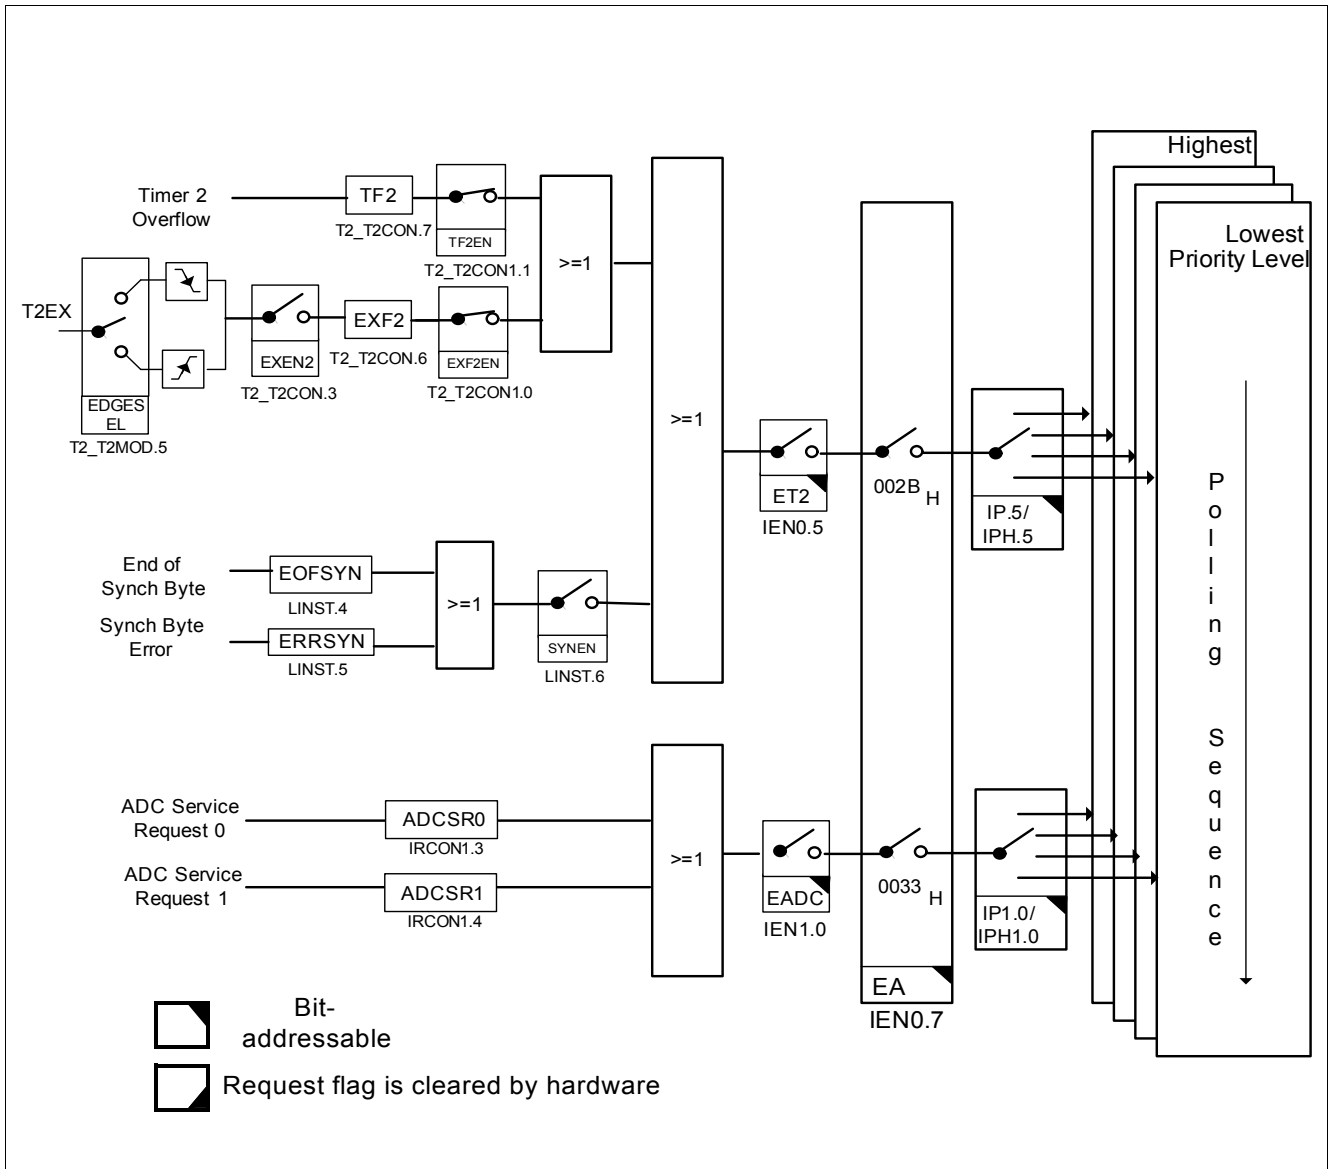 Highest
Lowest
Priority Level
Timer 2
Overflow
TF2
T2_T2CON.7
TF2EN
T2_T2CON1.1
>=1
T2EX
EDGES
EL
T2_T2MOD.5
EXEN2
T2_T2CON.3
EXF2
T2_T2CON.6
EXF2EN
T2_T2CON1.0
>=1
ET2
IEN0.5
002B H
IP.5/
IPH.5
End of
Synch Byte
EOFSYN
LINST.4
Synch Byte
Error
ERRSYN
LINST.5
>=1
SYNEN
LINST.6
Polling Sequence
ADC Service
Request 0
ADCSR0
IRCON1.3
ADC Service
Request 1
ADCSR1
IRCON1.4
>=1
EADC
IEN1.0
0033 H
IP1.0/
IPH1.0
EA
IEN0.7
Bit-
addressable
Request flag is cleared by hardware